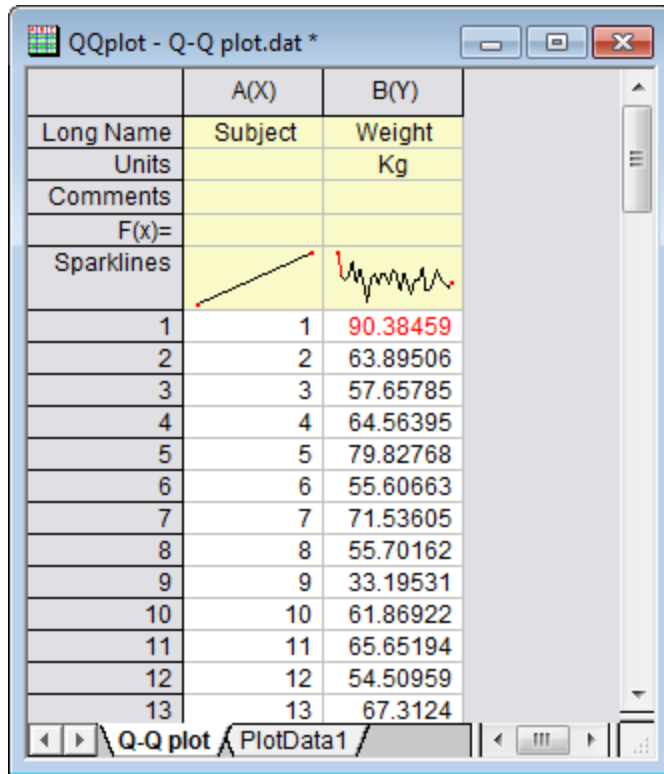 QQplot - Q-Q plot.dat *
A(X) B(Y)
Long Name Subject Weight
Units Kg
Comments
F(x)=
Sparklines
1 1 90.38459
2 2 63.89506
3 3 57.65785
4 4 64.56395
5 5 79.82768
6 6 55.60663
7 7 71.53605
8 8 55.70162
9 9 33.19531
10 10 61.86922
11 11 65.65194
12 12 54.50959
13 13 67.3124
Q-Q plot PlotData1